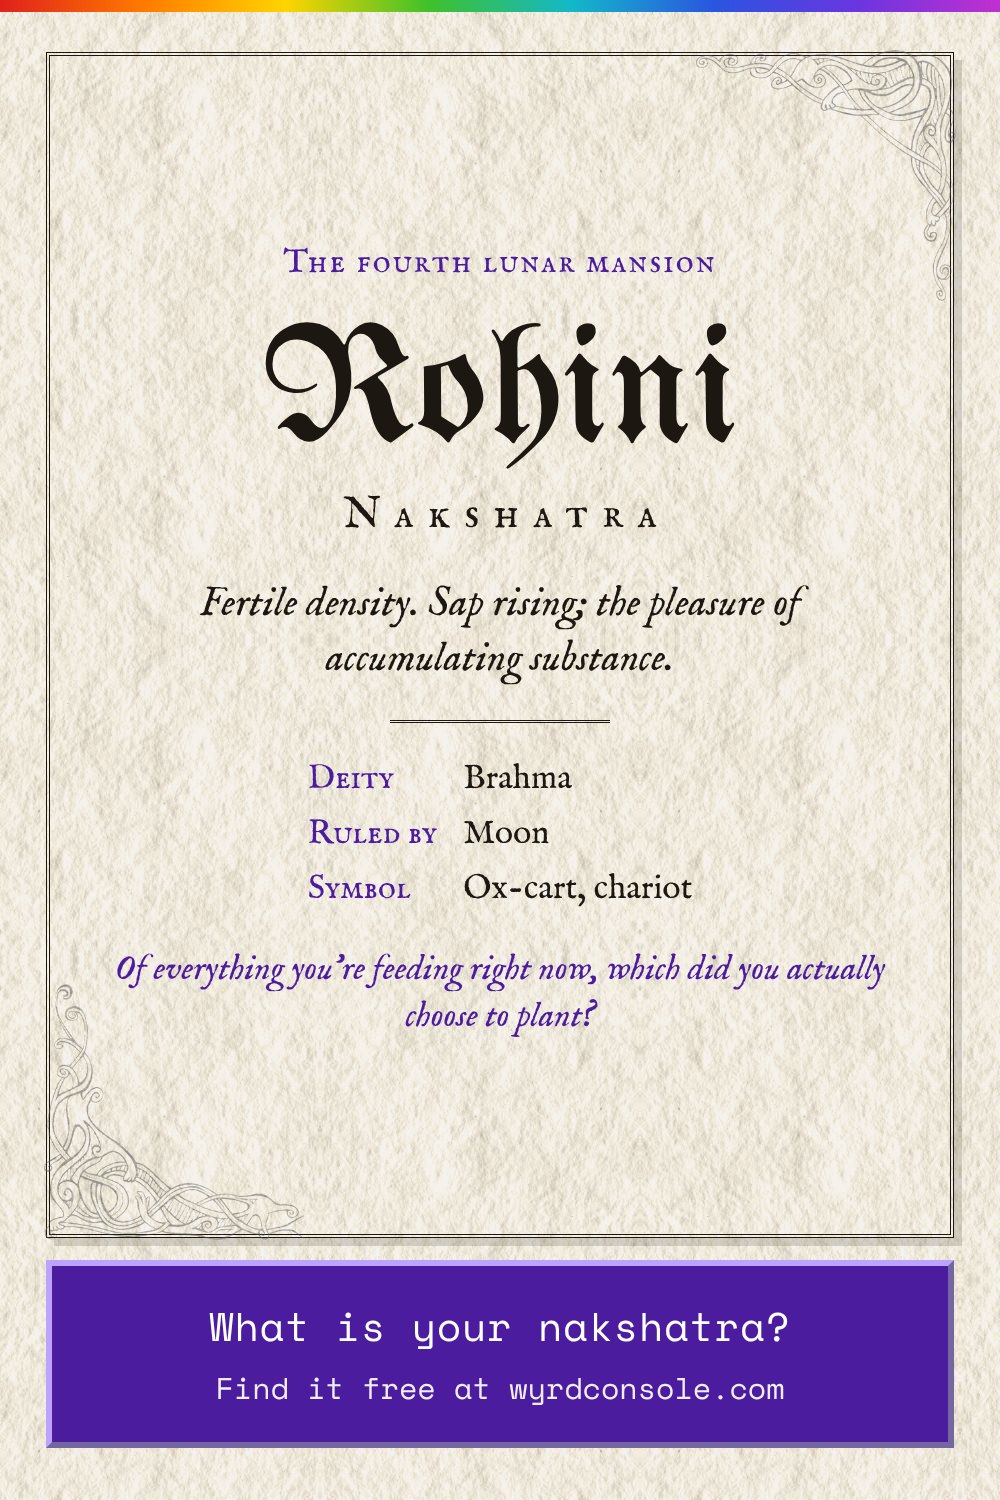 The fourth lunar mansion
Rohini
Nakshatra
Fertile density. Sap rising; the pleasure of
accumulating substance.
Deity Brahma
Ruled by Moon
Symbol Ox-cart, chariot
Of everything you’re feeding right now, which did you actually
choose to plant?
What is your nakshatra?
Find it free at wyrdconsole.com